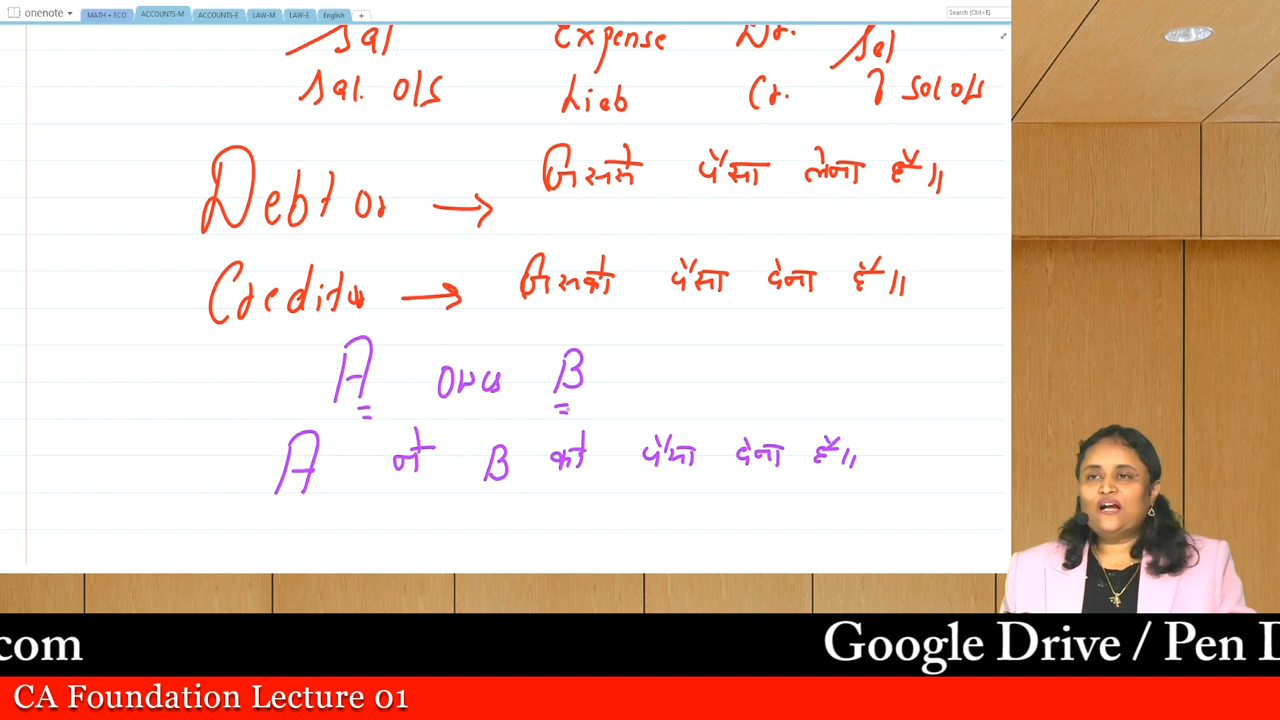 onenote MATH + ECO ACCOUNTS-M ACCOUNTS-E LAW-M LAW-E English + Search (Ctrl+E)
Sal Expense Dr. Sal
Sal. O/S Liab Cr. Sal o/s
Debtor → जिससे पैसा लेना है॥
Creditor → जिसको पैसा देना है॥
A owes B
A ने B को पैसा देना है॥
.com Google Drive / Pen D
CA Foundation Lecture 01